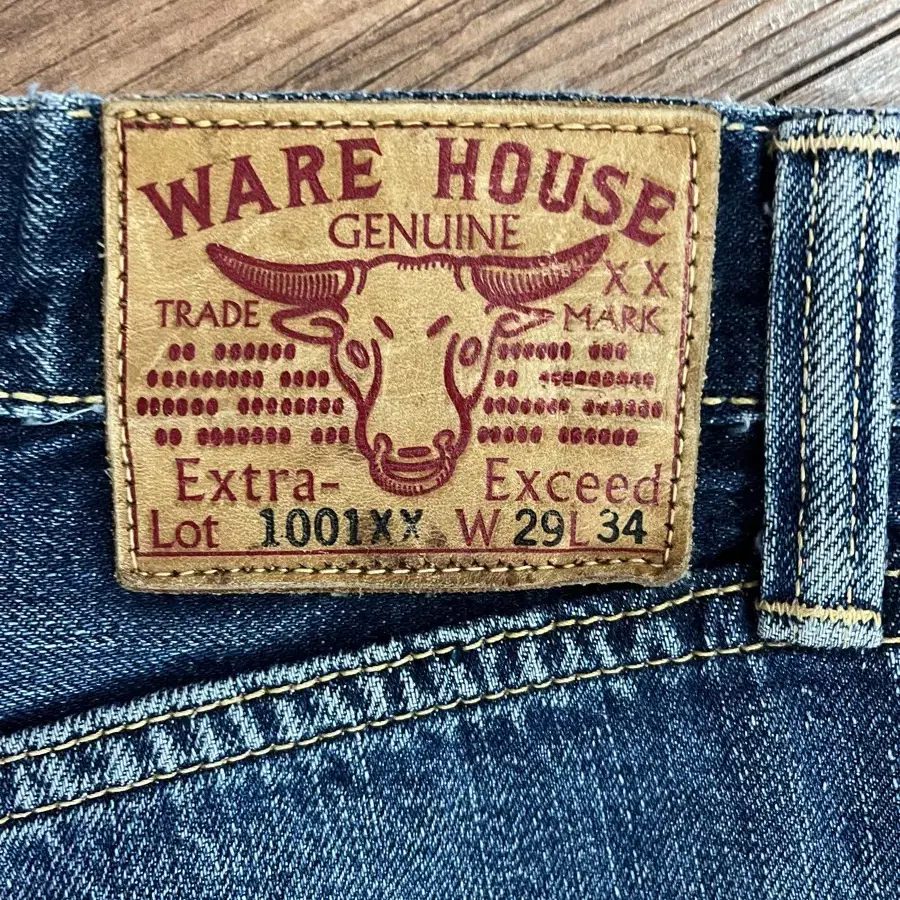 WARE HOUSE
GENUINE
XX
TRADE MARK
Extra- Exceed
Lot 1001XX W 29 L 34